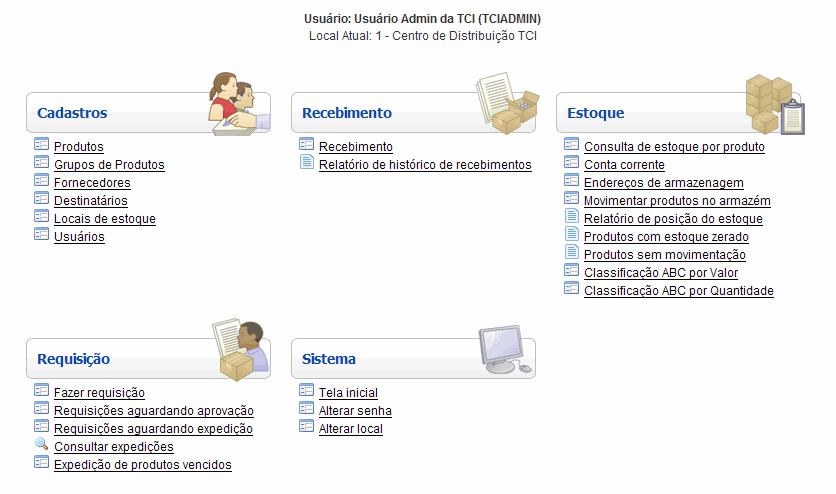 Usuário: Usuário Admin da TCI (TCIADMIN)
Local Atual: 1 - Centro de Distribuição TCI
Cadastros
Produtos
Grupos de Produtos
Fornecedores
Destinatários
Locais de estoque
Usuários
Recebimento
Recebimento
Relatório de histórico de recebimentos
Estoque
Consulta de estoque por produto
Conta corrente
Endereços de armazenagem
Movimentar produtos no armazém
Relatório de posição do estoque
Produtos com estoque zerado
Produtos sem movimentação
Classificação ABC por Valor
Classificação ABC por Quantidade
Requisição
Fazer requisição
Requisições aguardando aprovação
Requisições aguardando expedição
Consultar expedições
Expedição de produtos vencidos
Sistema
Tela inicial
Alterar senha
Alterar local